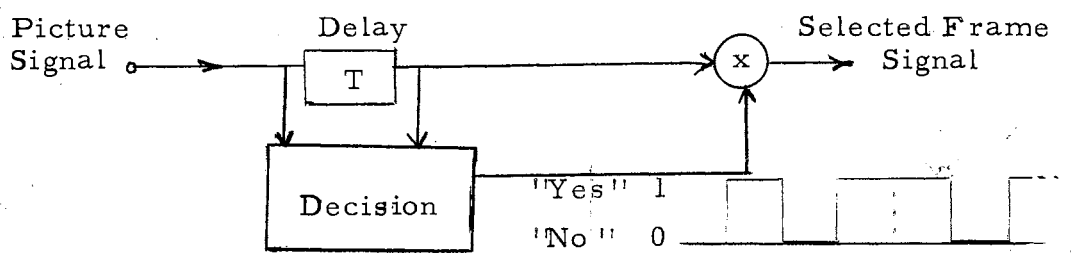 Picture
Signal
Delay
T
x
Selected Frame
Signal
Decision
"Yes" 1
"No" 0